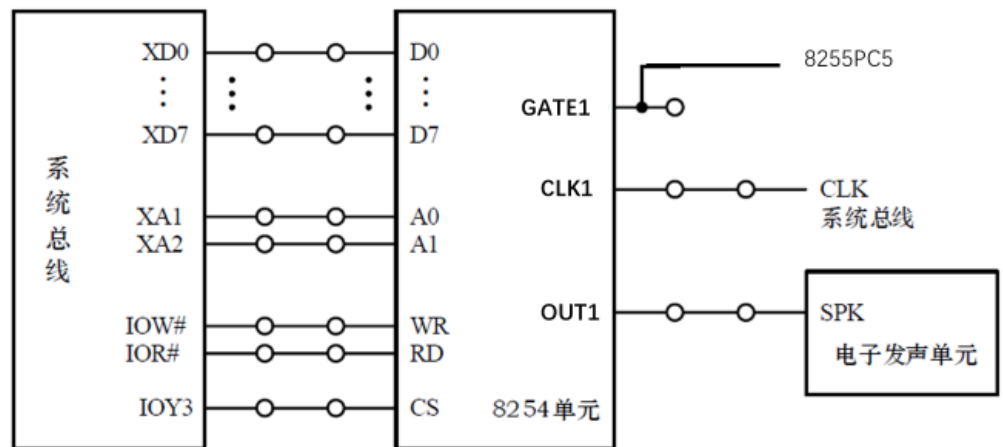 系统总线
XD0
⋮
XD7
XA1
XA2
IOW#
IOR#
IOY3
D0
⋮
D7
A0
A1
WR
RD
CS
8254单元
GATE1
CLK1
OUT1
8255PC5
CLK
系统总线
SPK
电子发声单元